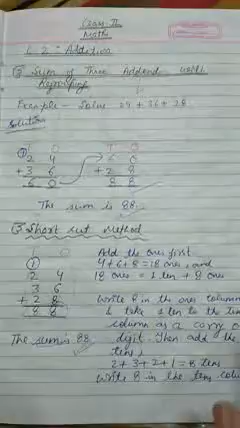 Class II
Maths
L-2: Addition
Sum of Three Addend with
Regrouping
Example - Solve 24 + 36 + 28
Solution
T O T O
① 
2 4 6 0
+3 6 + 2 8
6 0 8 8
The sum is 88.
Short cut Method
T O Add the ones first
① 4+6+8=18 ones, and
2 4 18 ones = 1 ten + 8 ones
3 6
+ 2 8 Write 8 in the ones column
8 8 & take 1 ten to the tens
column as a carry o
The sum is 88 digit. Then add the
tens,
2+3+2+1=8 tens
Write 8 in the tens colu